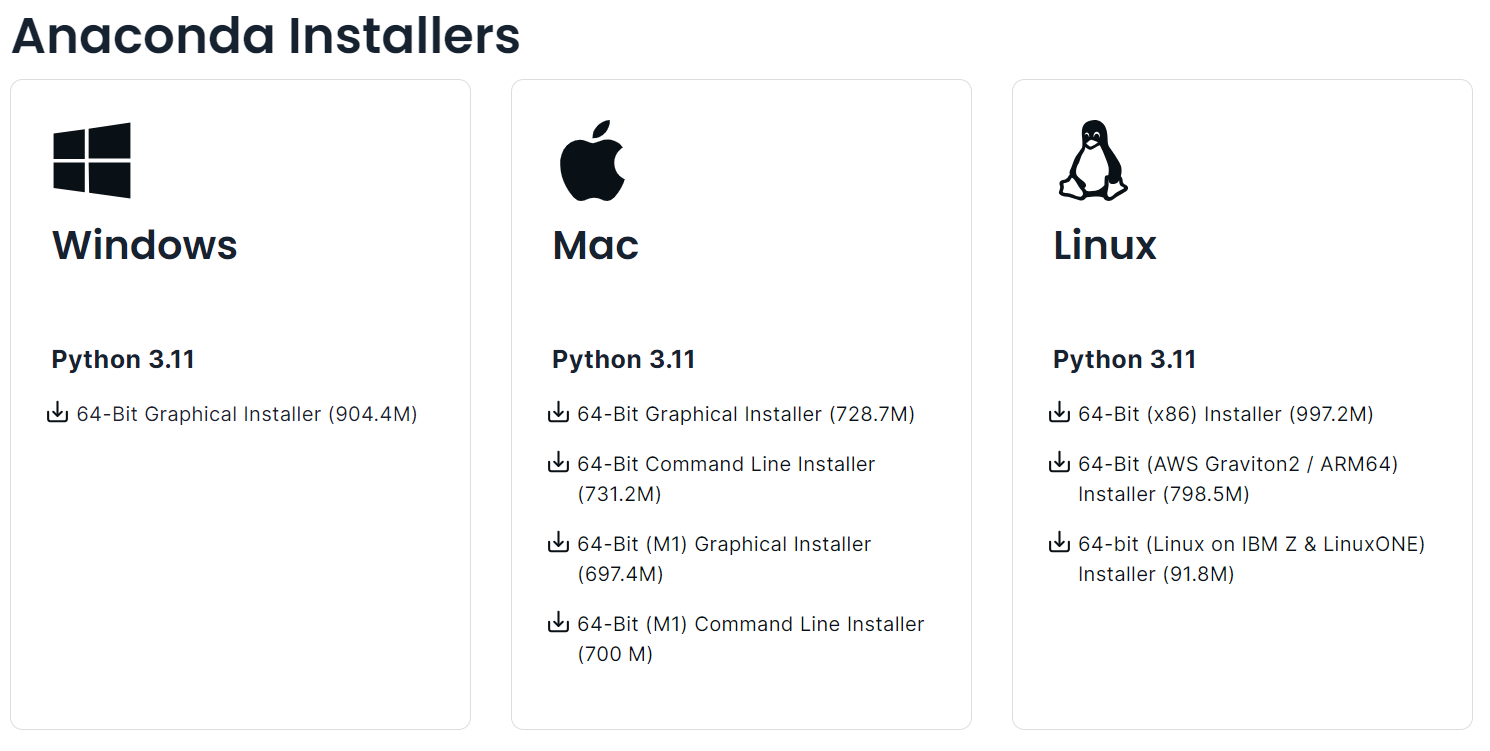 Anaconda Installers
Windows
Python 3.11
64-Bit Graphical Installer (904.4M)
Mac
Python 3.11
64-Bit Graphical Installer (728.7M)
64-Bit Command Line Installer
(731.2M)
64-Bit (M1) Graphical Installer
(697.4M)
64-Bit (M1) Command Line Installer
(700 M)
Linux
Python 3.11
64-Bit (x86) Installer (997.2M)
64-Bit (AWS Graviton2 / ARM64)
Installer (798.5M)
64-bit (Linux on IBM Z & LinuxONE)
Installer (91.8M)